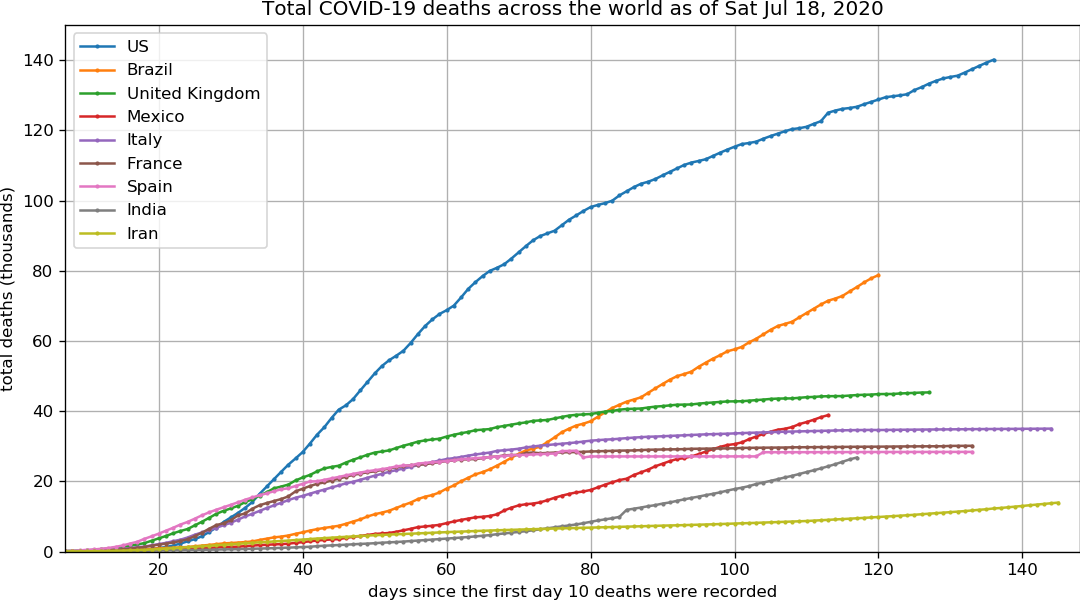 Total COVID-19 deaths across the world as of Sat Jul 18, 2020
US
Brazil
United Kingdom
Mexico
Italy
France
Spain
India
Iran
total deaths (thousands)
140
120
100
80
60
40
20
0
20 40 60 80 100 120 140
days since the first day 10 deaths were recorded